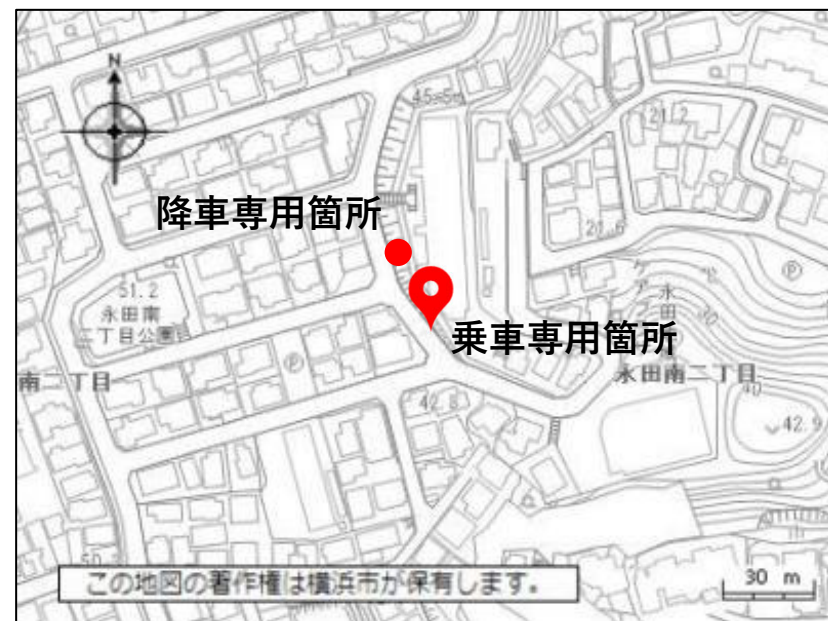 N
45.5m
21.2
降車専用箇所
21.6
51.2
永田南
二丁目公園
乗車専用箇所
南二丁目
永田南二丁目
40
42.8
42.9
この地図の著作権は横浜市が保有します。
30 m